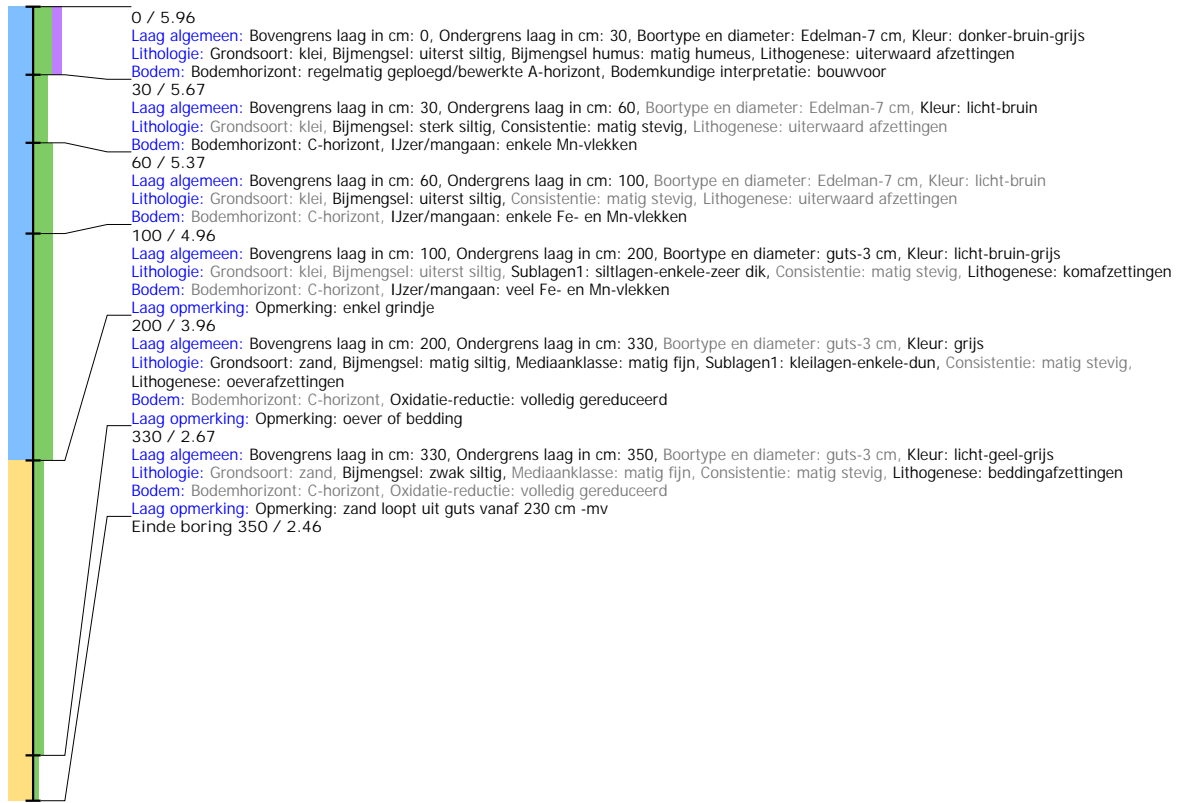 0 / 5.96
Laag algemeen: Bovengrens laag in cm: 0, Ondergrens laag in cm: 30, Boortype en diameter: Edelman-7 cm, Kleur: donker-bruin-grijs
Lithologie: Grondsoort: klei, Bijmengsel: uiterst siltig, Bijmengsel humus: matig humeus, Lithogenese: uiterwaard afzettingen
Bodem: Bodemhorizont: regelmatig geploegd/bewerkte A-horizont, Bodemkundige interpretatie: bouwvoor
30 / 5.67
Laag algemeen: Bovengrens laag in cm: 30, Ondergrens laag in cm: 60, Boortype en diameter: Edelman-7 cm, Kleur: licht-bruin
Lithologie: Grondsoort: klei, Bijmengsel: sterk siltig, Consistentie: matig stevig, Lithogenese: uiterwaard afzettingen
Bodem: Bodemhorizont: C-horizont, IJzer/mangaan: enkele Mn-vlekken
60 / 5.37
Laag algemeen: Bovengrens laag in cm: 60, Ondergrens laag in cm: 100, Boortype en diameter: Edelman-7 cm, Kleur: licht-bruin
Lithologie: Grondsoort: klei, Bijmengsel: uiterst siltig, Consistentie: matig stevig, Lithogenese: uiterwaard afzettingen
Bodem: Bodemhorizont: C-horizont, IJzer/mangaan: enkele Fe- en Mn-vlekken
100 / 4.96
Laag algemeen: Bovengrens laag in cm: 100, Ondergrens laag in cm: 200, Boortype en diameter: guts-3 cm, Kleur: licht-bruin-grijs
Lithologie: Grondsoort: klei, Bijmengsel: uiterst siltig, Sublagen1: siltlagen-enkele-zeer dik, Consistentie: matig stevig, Lithogenese: komafzettingen
Bodem: Bodemhorizont: C-horizont, IJzer/mangaan: veel Fe- en Mn-vlekken
Laag opmerking: Opmerking: enkel grindje
200 / 3.96
Laag algemeen: Bovengrens laag in cm: 200, Ondergrens laag in cm: 330, Boortype en diameter: guts-3 cm, Kleur: grijs
Lithologie: Grondsoort: zand, Bijmengsel: matig siltig, Mediaanklasse: matig fijn, Sublagen1: kleilagen-enkele-dun, Consistentie: matig stevig,
Lithogenese: oeverafzettingen
Bodem: Bodemhorizont: C-horizont, Oxidatie-reductie: volledig gereduceerd
Laag opmerking: Opmerking: oever of bedding
330 / 2.67
Laag algemeen: Bovengrens laag in cm: 330, Ondergrens laag in cm: 350, Boortype en diameter: guts-3 cm, Kleur: licht-geel-grijs
Lithologie: Grondsoort: zand, Bijmengsel: zwak siltig, Mediaanklasse: matig fijn, Consistentie: matig stevig, Lithogenese: beddingafzettingen
Bodem: Bodemhorizont: C-horizont, Oxidatie-reductie: volledig gereduceerd
Laag opmerking: Opmerking: zand loopt uit guts vanaf 230 cm -mv
Einde boring 350 / 2.46